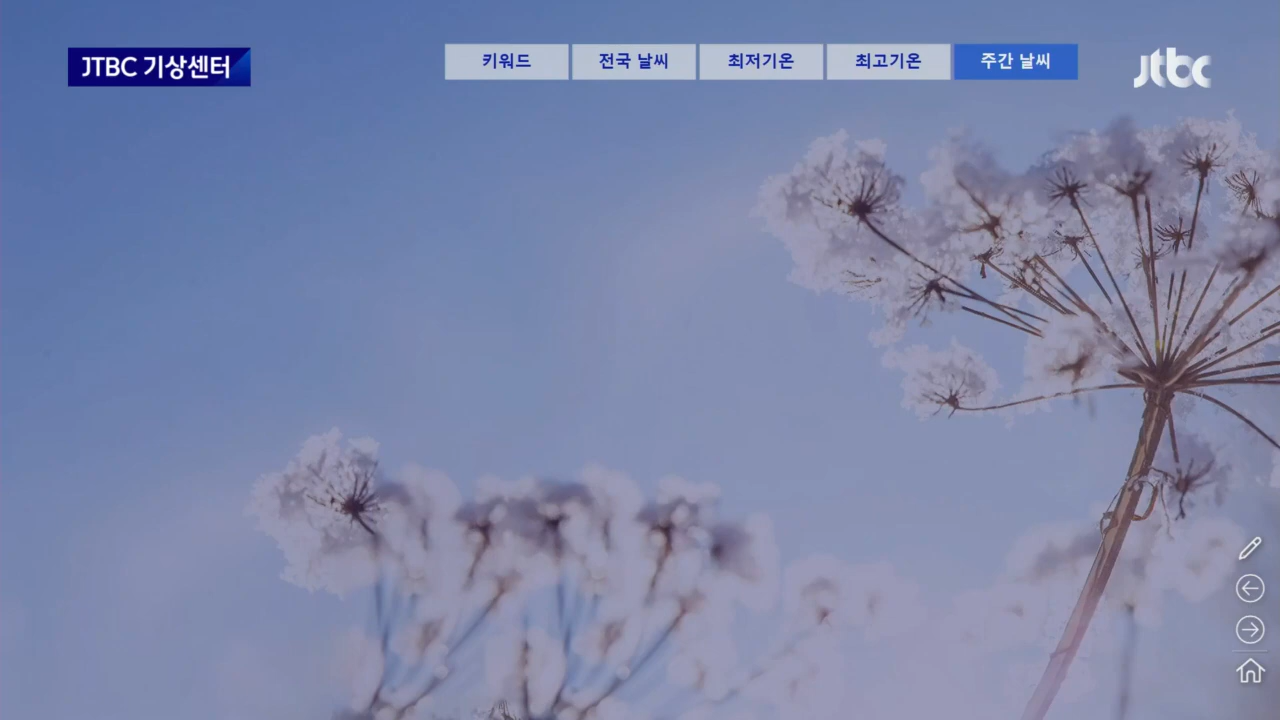 JTBC 기상센터
키워드
전국 날씨
최저기온
최고기온
주간 날씨
jtbc